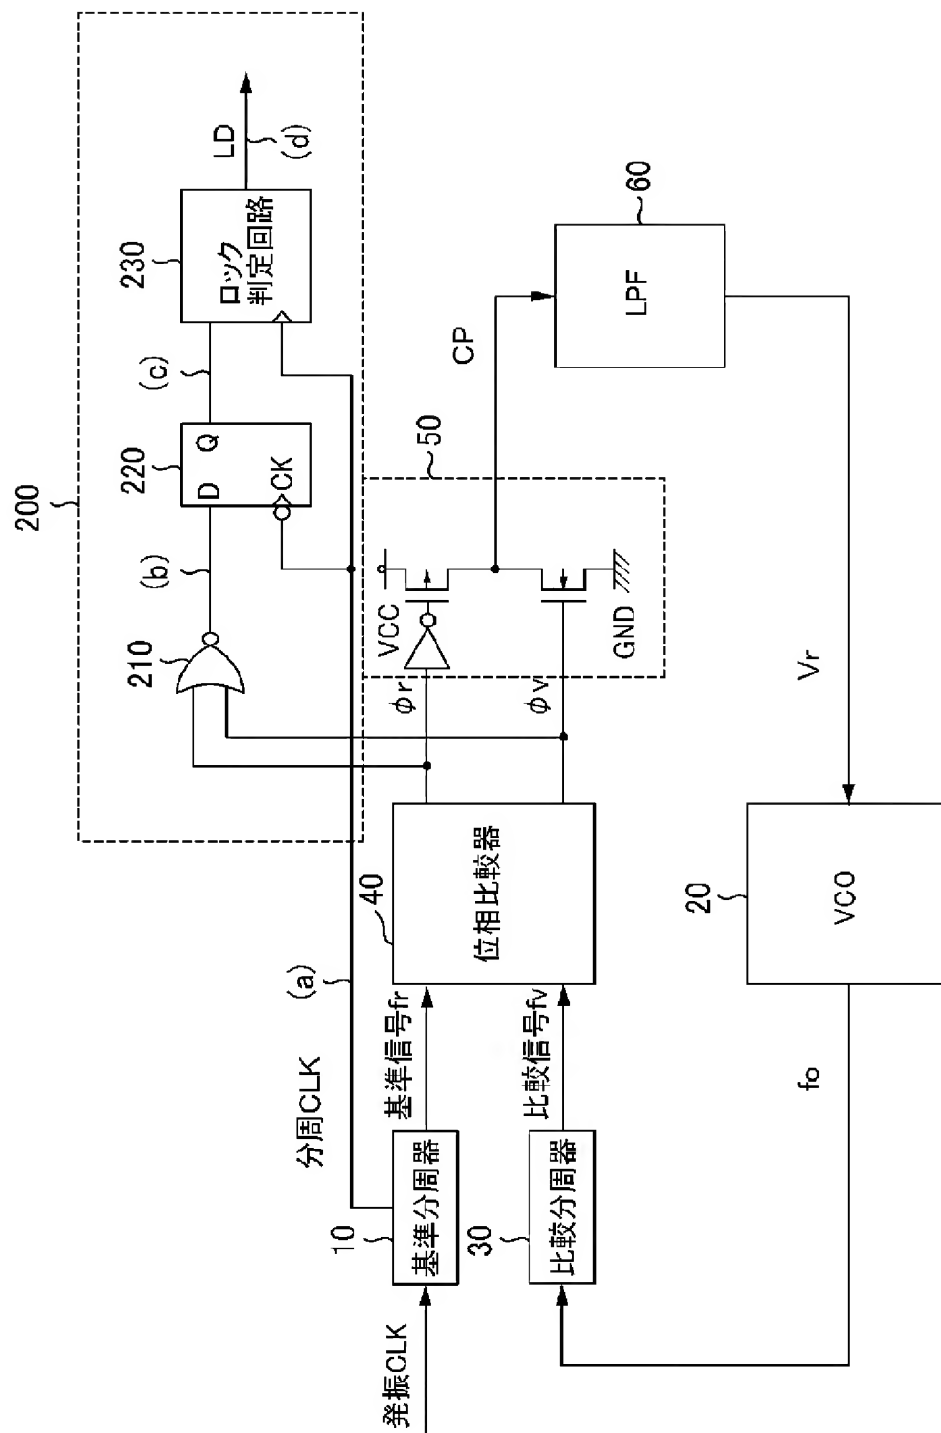 200
210
(b)
220
D
Q
CK
(c)
230
ロック
判定回路
LD
(d)
分周CLK
(a)
発振CLK
10
基準分周器
基準信号fr
30
比較分周器
比較信号fv
40
位相比較器
φr
φv
VCC
GND
50
CP
60
LPF
Vr
20
VCO
fo